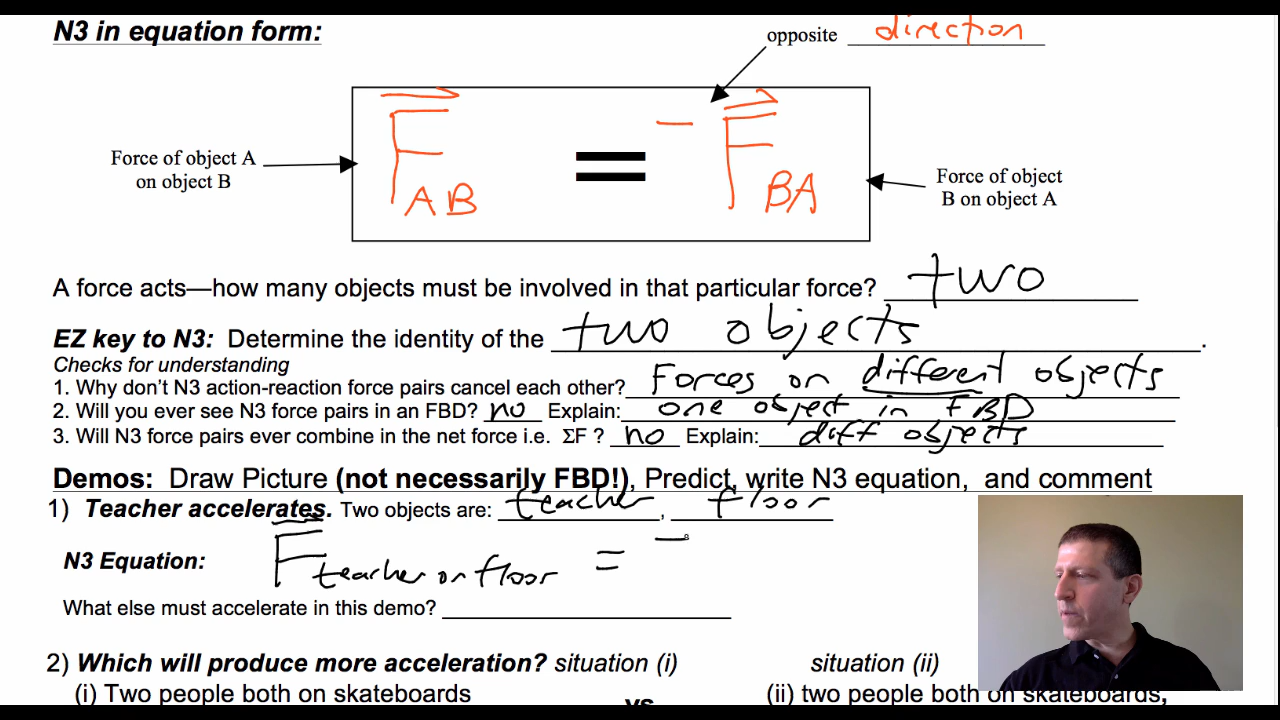 N3 in equation form:
opposite direction
F AB = - F BA
Force of object A
on object B
Force of object
B on object A
A force acts—how many objects must be involved in that particular force? two
EZ key to N3: Determine the identity of the two objects.
Checks for understanding
1. Why don't N3 action-reaction force pairs cancel each other? Forces on different objects
2. Will you ever see N3 force pairs in an FBD? no Explain: one object in FBD
3. Will N3 force pairs ever combine in the net force i.e. ΣF ? no Explain: diff objects
Demos: Draw Picture (not necessarily FBD!), Predict, write N3 equation, and comment
1) Teacher accelerates. Two objects are: teacher, floor
N3 Equation: F teacher on floor = -
What else must accelerate in this demo?
2) Which will produce more acceleration? situation (i) situation (ii)
(i) Two people both on skateboards vs (ii) two people both on skateboards,